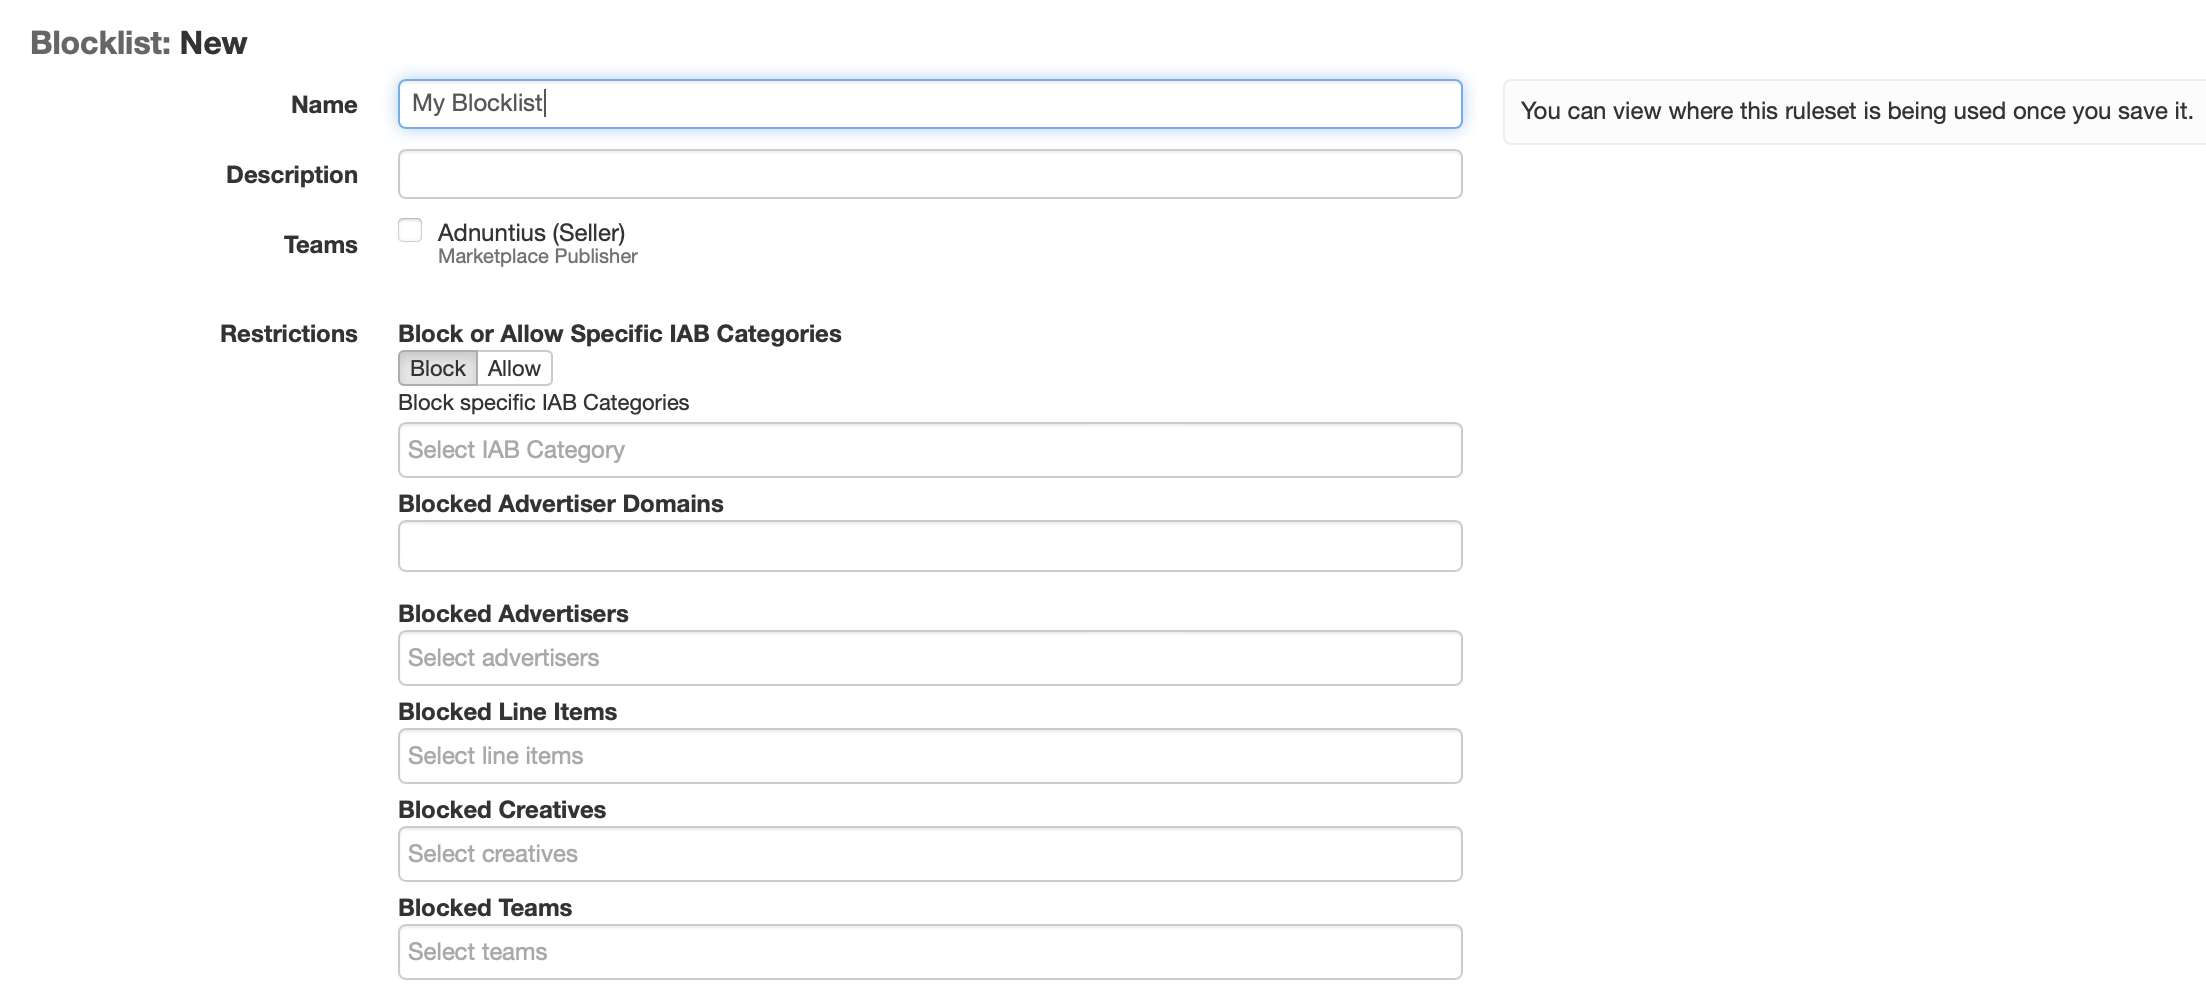 Blocklist: New
Name
My Blocklist
You can view where this ruleset is being used once you save it.
Description
Teams
Adnuntius (Seller)
Marketplace Publisher
Restrictions
Block or Allow Specific IAB Categories
Block Allow
Block specific IAB Categories
Select IAB Category
Blocked Advertiser Domains
Blocked Advertisers
Select advertisers
Blocked Line Items
Select line items
Blocked Creatives
Select creatives
Blocked Teams
Select teams